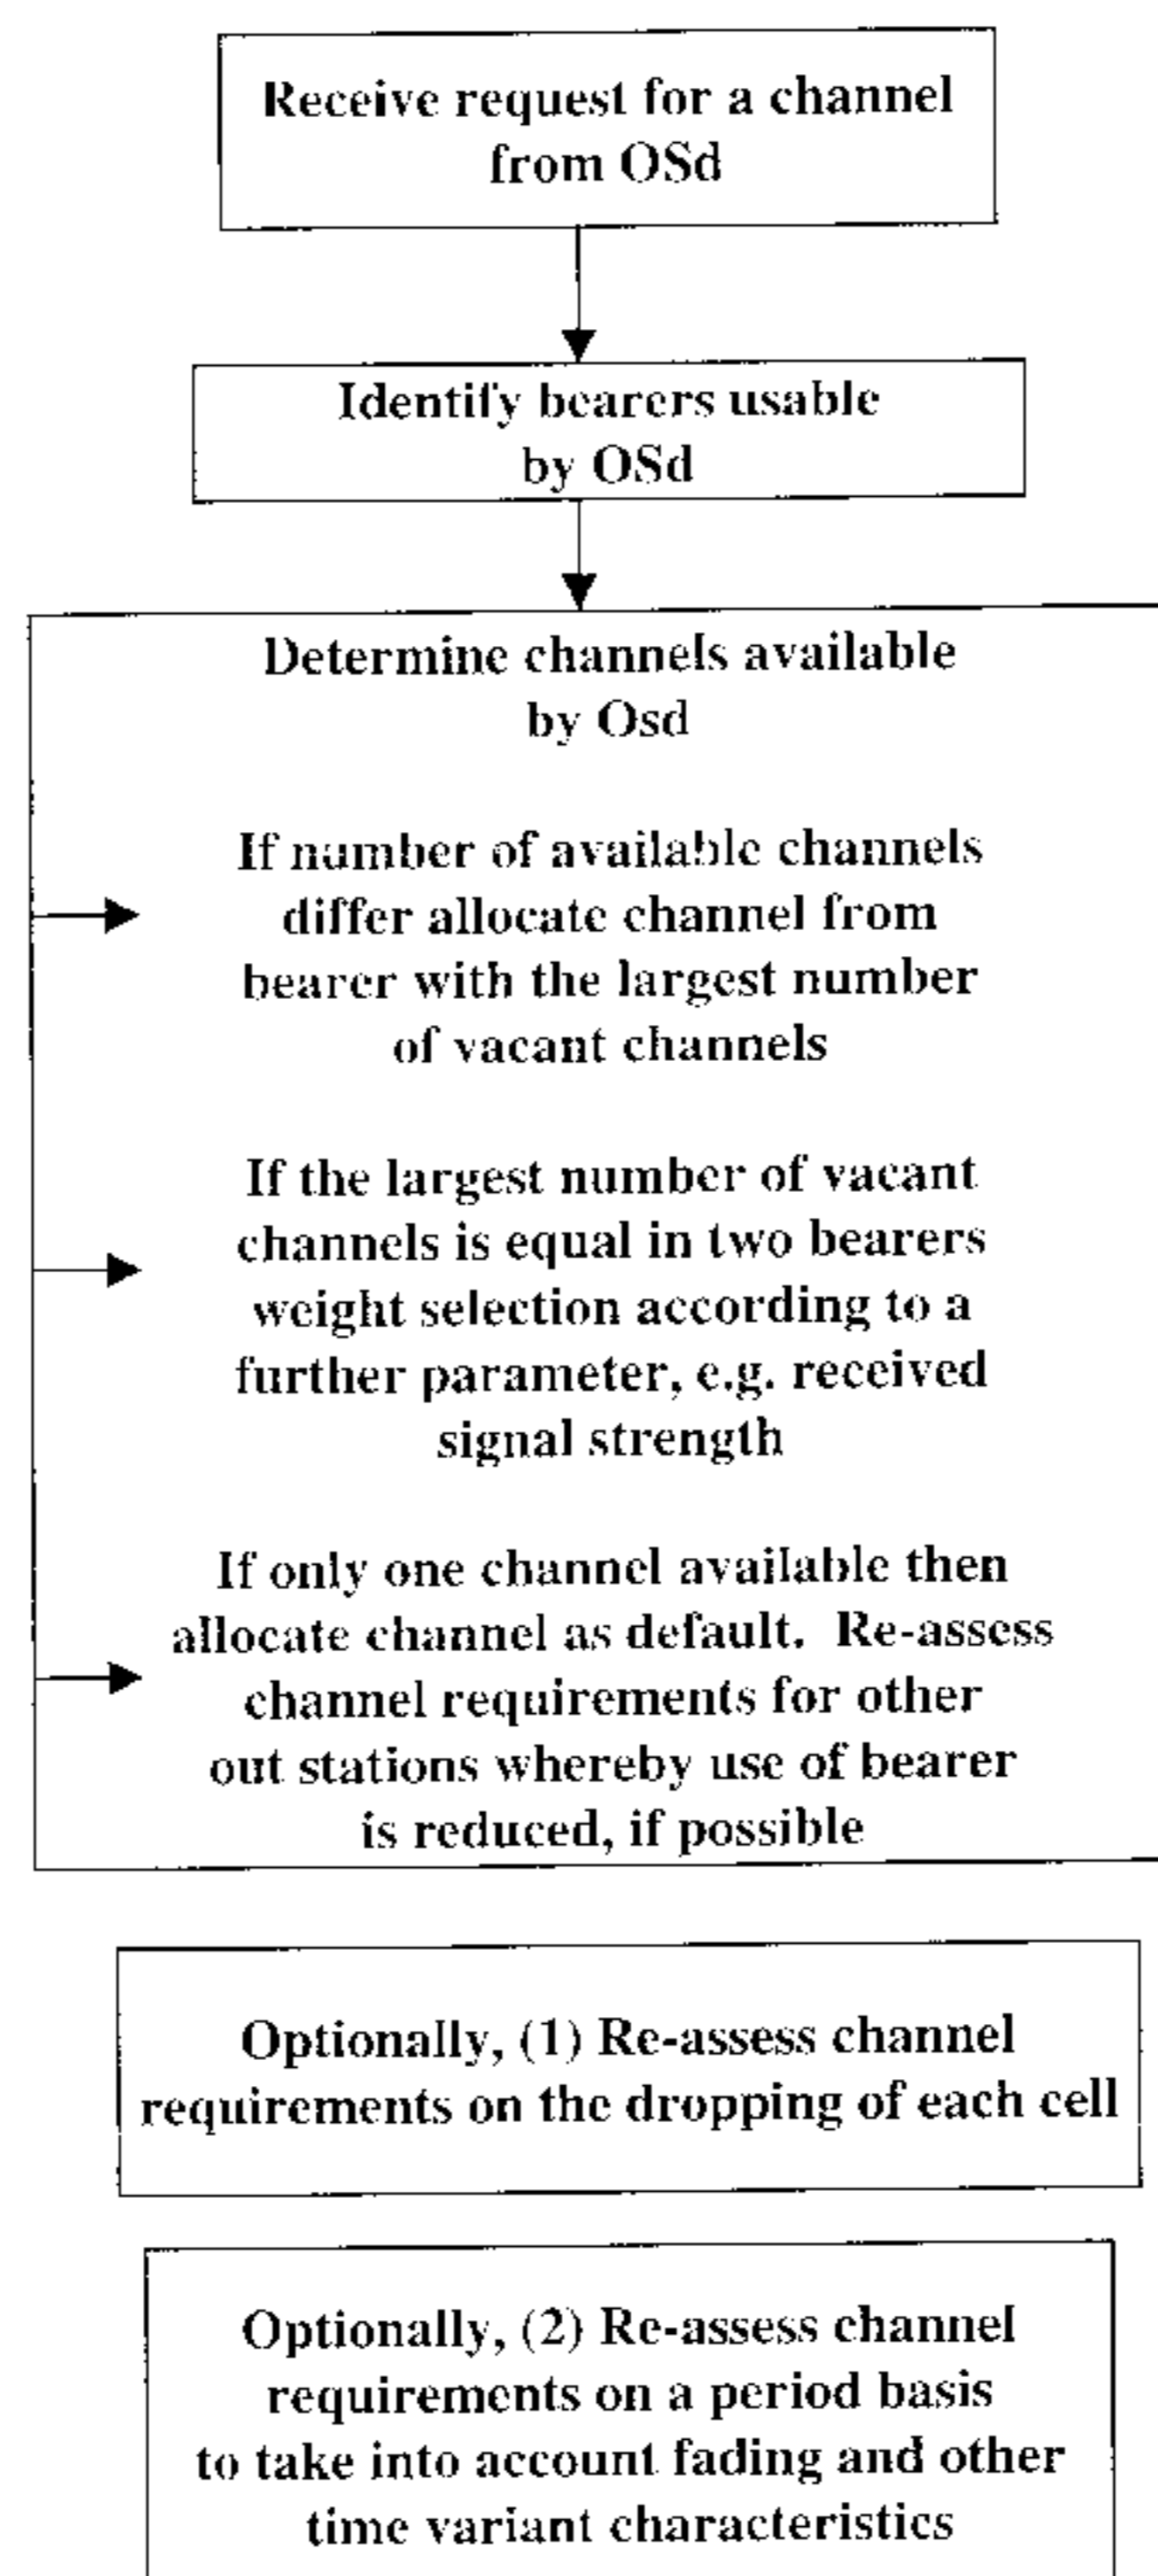 Receive request for a channel
from OSd
Identify bearers usable
by OSd
Determine channels available
by Osd
If number of available channels
differ allocate channel from
bearer with the largest number
of vacant channels
If the largest number of vacant
channels is equal in two bearers
weight selection according to a
further parameter, e.g. received
signal strength
If only one channel available then
allocate channel as default. Re-assess
channel requirements for other
out stations whereby use of bearer
is reduced, if possible
Optionally, (1) Re-assess channel
requirements on the dropping of each cell
Optionally, (2) Re-assess channel
requirements on a period basis
to take into account fading and other
time variant characteristics